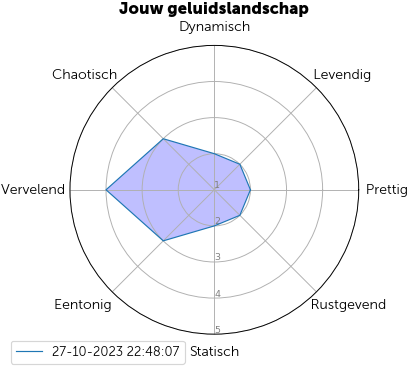 Jouw geluidslandschap
Dynamisch
Chaotisch
Levendig
Vervelend
Prettig
1
2
3
4
5
Eentonig
Rustgevend
Statisch
27-10-2023 22:48:07